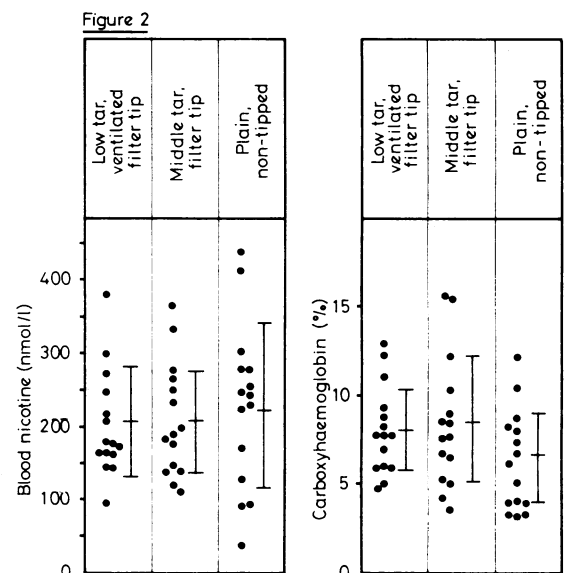 Figure 2
Low tar,
ventilated
filter tip
Middle tar,
filter tip
Plain,
non-tipped
Blood nicotine (nmol/l)
400
300
200
100
0
Low tar,
ventilated
filter tip
Middle tar,
filter tip
Plain,
non-tipped
Carboxyhaemoglobin (%)
15
10
5
0